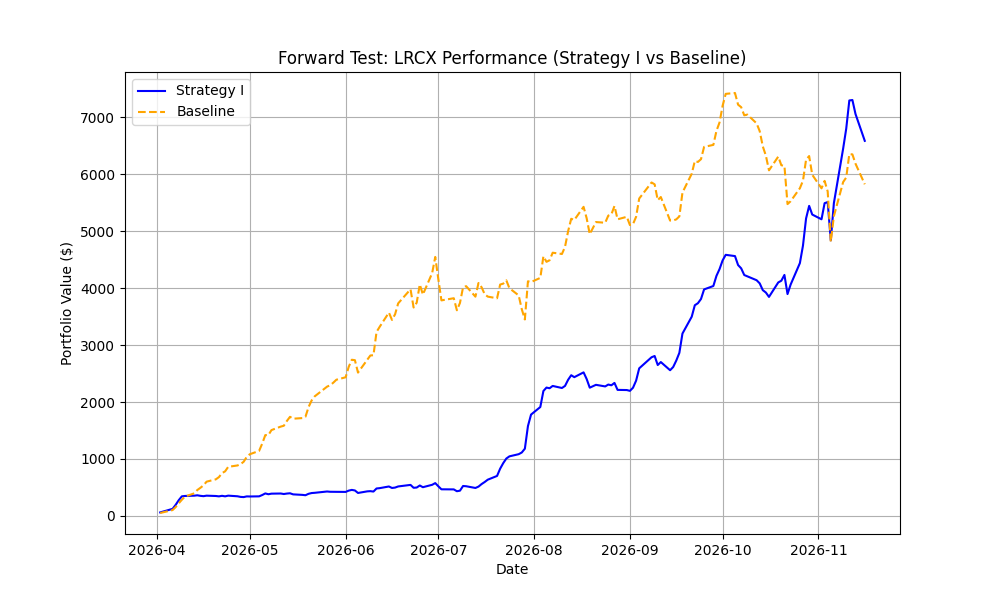 Forward Test: LRCX Performance (Strategy I vs Baseline)
Strategy I
Baseline
Portfolio Value ($)
7000
6000
5000
4000
3000
2000
1000
0
2026-04 2026-05 2026-06 2026-07 2026-08 2026-09 2026-10 2026-11
Date